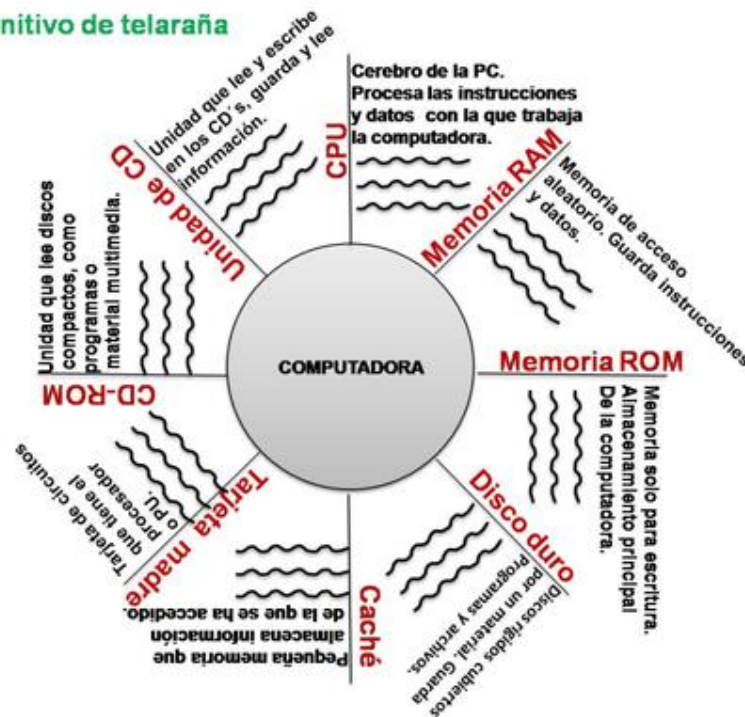 nitivo de telaraña
COMPUTADORA
CPU
Cerebro de la PC.
Procesa las instrucciones
y datos con la que trabaja
la computadora.
Memoria RAM
Memoria de acceso
aleatorio. Guarda instrucciones
y datos.
Memoria ROM
Memoria solo para escritura.
Almacenamiento principal
De la computadora.
Disco duro
Discos rígidos cubiertos
por un material. Guarda
Programas y archivos.
Caché
Pequeña memoria que
almacena información
de la que se ha accedido.
Tarjeta madre
Tarjeta de circuitos
que tiene el
procesador
o PU.
CD-ROM
Unidad que lee discos
compactos, como
programas o
material multimedia.
Unidad de CD
Unidad que lee y escribe
en los CD´s, guarda y lee
información.